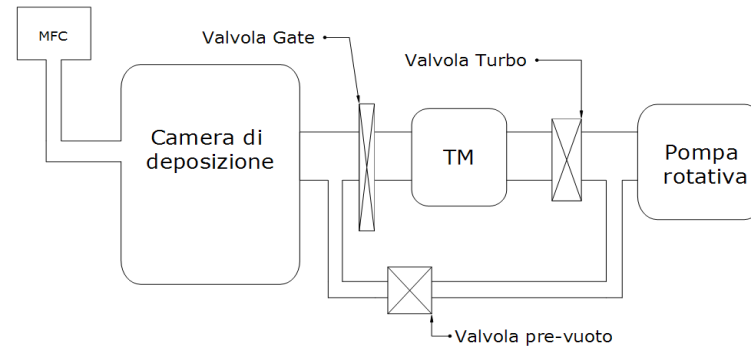 MFC
Valvola Gate
Valvola Turbo
Camera di
deposizione
TM
Pompa
rotativa
Valvola pre-vuoto